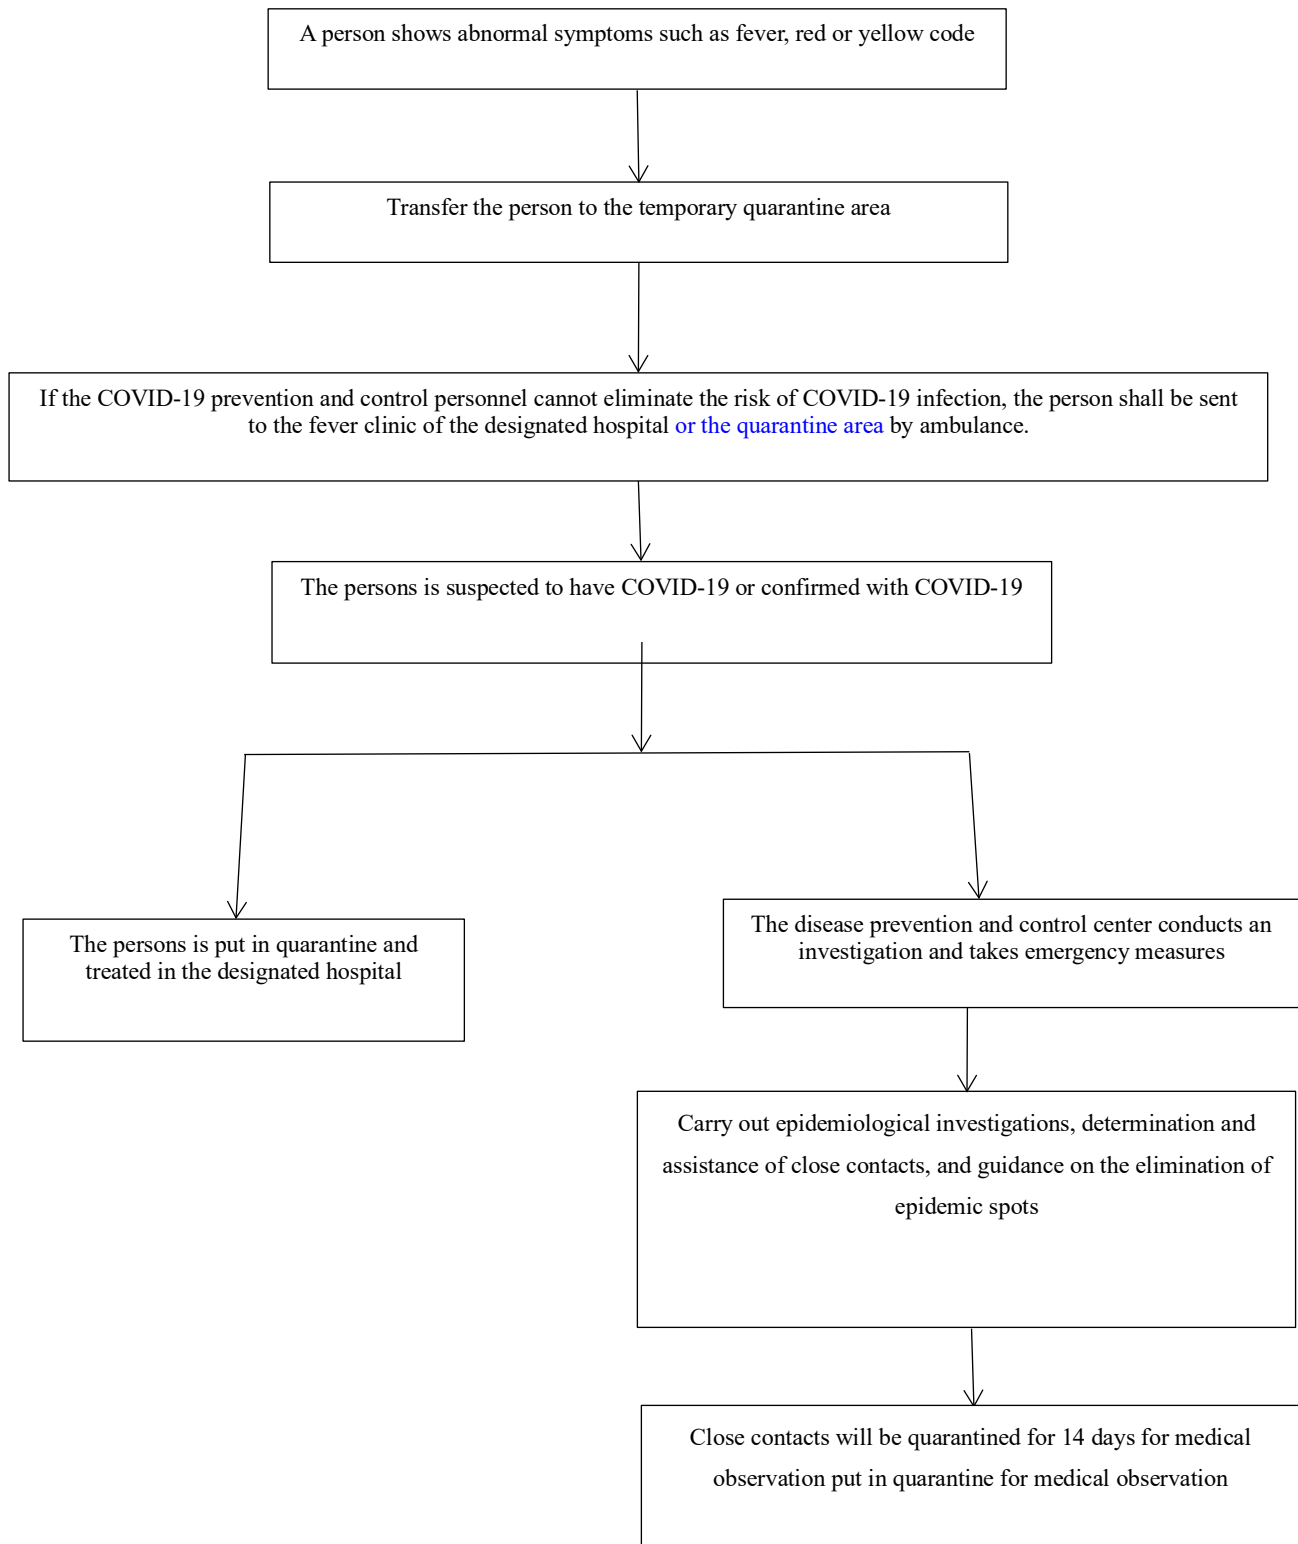 A person shows abnormal symptoms such as fever, red or yellow code
Transfer the person to the temporary quarantine area
If the COVID-19 prevention and control personnel cannot eliminate the risk of COVID-19 infection, the person shall be sent
to the fever clinic of the designated hospital or the quarantine area by ambulance.
The persons is suspected to have COVID-19 or confirmed with COVID-19
The persons is put in quarantine and
treated in the designated hospital
The disease prevention and control center conducts an
investigation and takes emergency measures
Carry out epidemiological investigations, determination and
assistance of close contacts, and guidance on the elimination of
epidemic spots
Close contacts will be quarantined for 14 days for medical
observation put in quarantine for medical observation